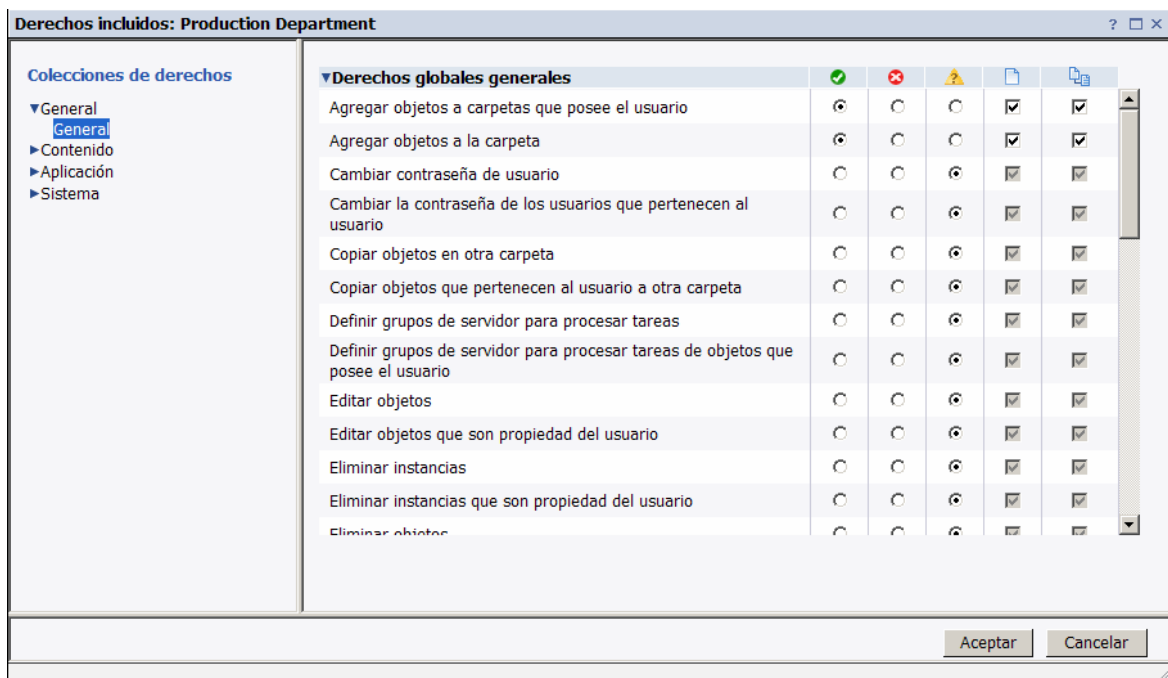 Derechos incluidos: Production Department
?
Colecciones de derechos
General
General
Contenido
Aplicación
Sistema
Derechos globales generales
Agregar objetos a carpetas que posee el usuario
Agregar objetos a la carpeta
Cambiar contraseña de usuario
Cambiar la contraseña de los usuarios que pertenecen al
usuario
Copiar objetos en otra carpeta
Copiar objetos que pertenecen al usuario a otra carpeta
Definir grupos de servidor para procesar tareas
Definir grupos de servidor para procesar tareas de objetos que
posee el usuario
Editar objetos
Editar objetos que son propiedad del usuario
Eliminar instancias
Eliminar instancias que son propiedad del usuario
Eliminar objetos
Aceptar
Cancelar